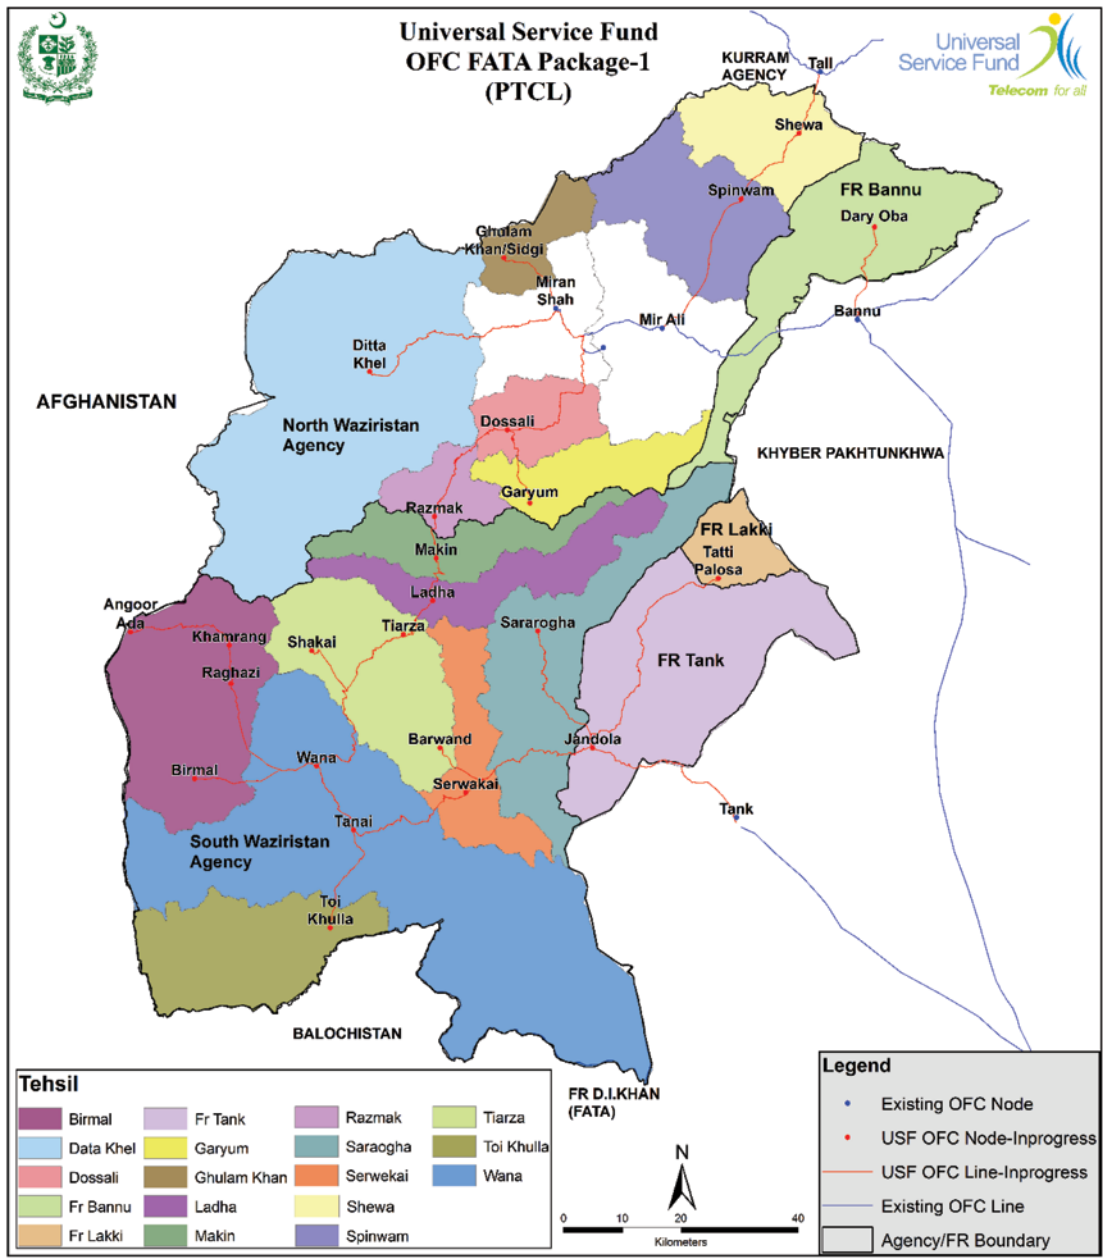 Universal Service Fund
OFC FATA Package-1
(PTCL)
Universal
Service Fund
Telecom for all
KURRAM
AGENCY
Tall
Shewa
Spinwam
FR Bannu
Dary Oba
Ghulam
Khan/Sidgi
Miran
Shah
Mir Ali
Bannu
Ditta
Khel
AFGHANISTAN
North Waziristan
Agency
Dossali
KHYBER PAKHTUNKHWA
Garyum
Razmak
FR Lakki
Tatti
Palosa
Makin
Ladha
Angoor
Ada
Khamrang
Shakai
Tiarza
Sararogha
Raghazi
FR Tank
Barwand
Jandola
Wana
Birmal
Serwakai
Tank
Tanai
South Waziristan
Agency
Toi
Khulla
BALOCHISTAN
FR D.I.KHAN
(FATA)
Tehsil
Birmal
Data Khel
Dossali
Fr Bannu
Fr Lakki
Fr Tank
Garyum
Ghulam Khan
Ladha
Makin
Razmak
Saraogha
Serwekai
Shewa
Spinwam
Tiarza
Toi Khulla
Wana
N
0 10 20 40
Kilometers
Legend
Existing OFC Node
USF OFC Node-Inprogress
USF OFC Line-Inprogress
Existing OFC Line
Agency/FR Boundary